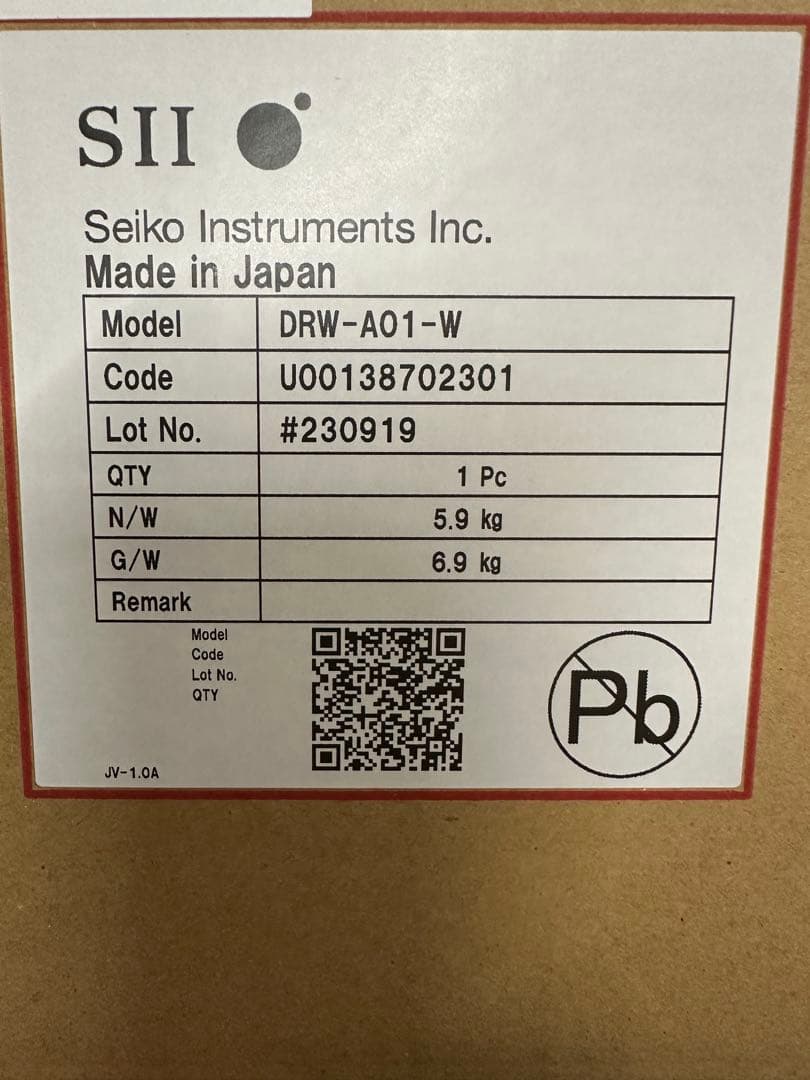 SII
Seiko Instruments Inc.
Made in Japan
Model DRW-A01-W
Code U00138702301
Lot No. #230919
QTY 1 Pc
N/W 5.9 kg
G/W 6.9 kg
Remark
Model
Code
Lot No.
QTY
Pb
JV-1.0A